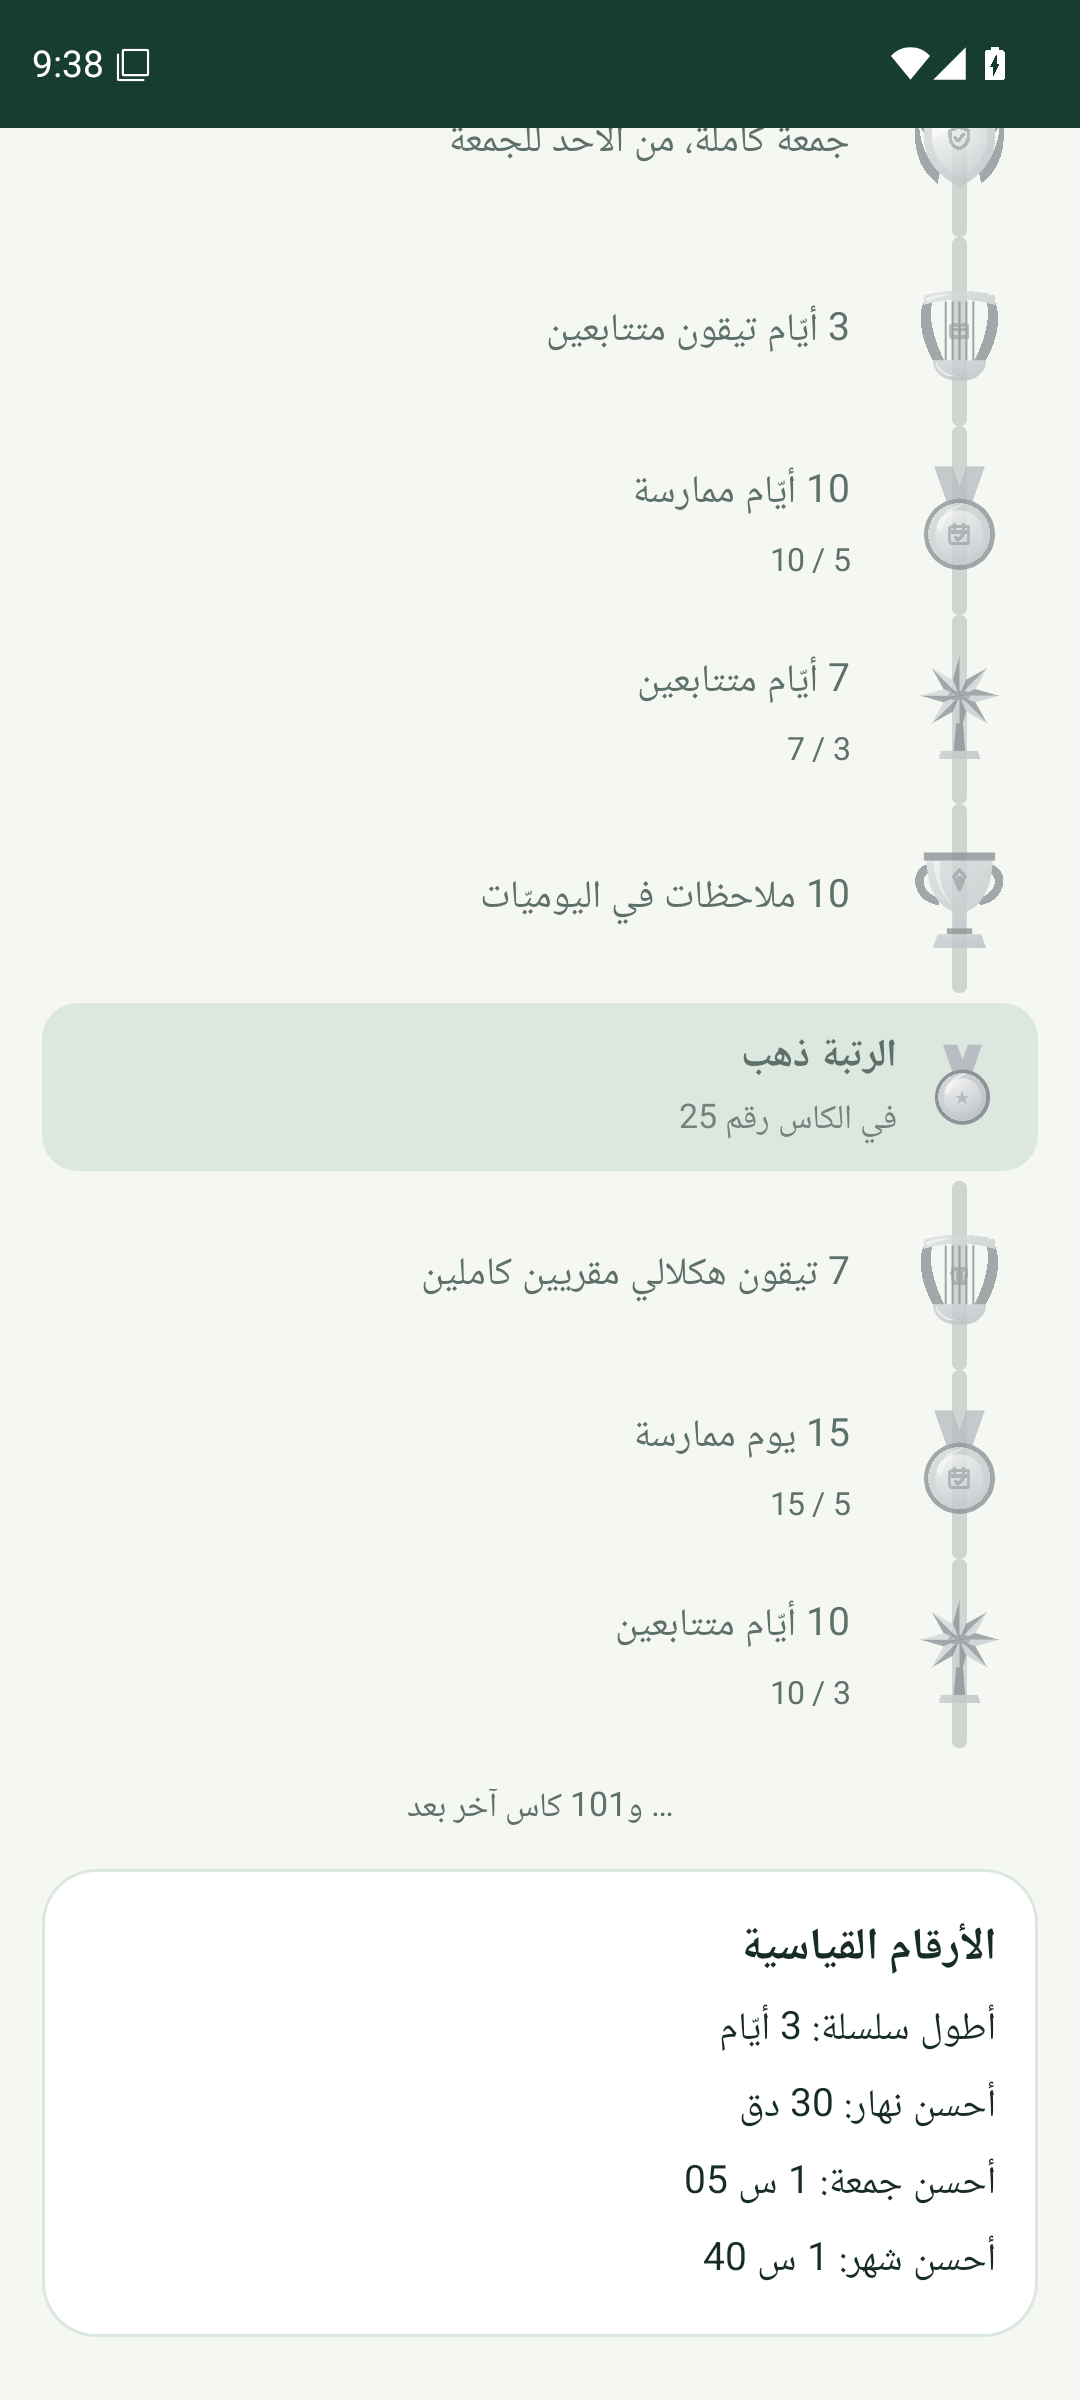 9:38
جمعة كاملة، من الأحد للجمعة
3 أيّام تيقون متتابعين
10 أيّام ممارسة
5 / 10
7 أيّام متتابعين
3 / 7
10 ملاحظات في اليوميّات
الرتبة ذهب
في الكاس رقم 25
7 تيقون هكلالي مقريين كاملين
15 يوم ممارسة
5 / 15
10 أيّام متتابعين
3 / 10
... و101 كاس آخر بعد
الأرقام القياسية
أطول سلسلة: 3 أيّام
أحسن نهار: 30 دق
أحسن جمعة: 1 س 05
أحسن شهر: 1 س 40